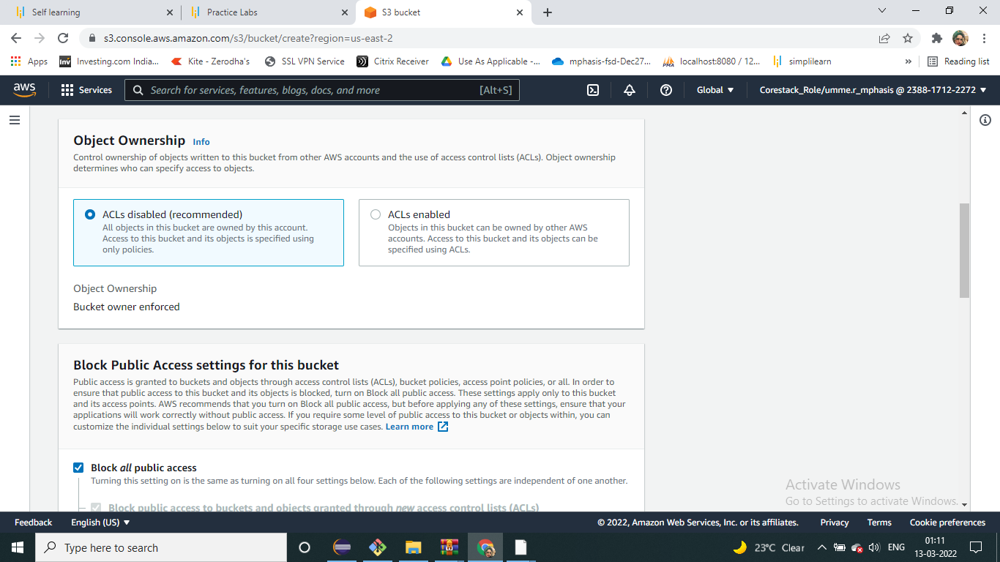 Self learning
Practice Labs
S3 bucket
s3.console.aws.amazon.com/s3/bucket/create?region=us-east-2
Apps
inv Investing.com India...
Kite - Zerodha's
SSL VPN Service
Citrix Receiver
Use As Applicable -...
mphasis-fsd-Dec27...
localhost:8080 / 12...
simplilearn
»
Reading list
aws
Services
Search for services, features, blogs, docs, and more [Alt+S]
Global
Corestack_Role/umme.r_mphasis @ 2388-1712-2272
Object Ownership Info
Control ownership of objects written to this bucket from other AWS accounts and the use of access control lists (ACLs). Object ownership
determines who can specify access to objects.
ACLs disabled (recommended)
All objects in this bucket are owned by this account.
Access to this bucket and its objects is specified using
only policies.
ACLs enabled
Objects in this bucket can be owned by other AWS
accounts. Access to this bucket and its objects can be
specified using ACLs.
Object Ownership
Bucket owner enforced
Block Public Access settings for this bucket
Public access is granted to buckets and objects through access control lists (ACLs), bucket policies, access point policies, or all. In order to
ensure that public access to this bucket and its objects is blocked, turn on Block all public access. These settings apply only to this bucket
and its access points. AWS recommends that you turn on Block all public access, but before applying any of these settings, ensure that your
applications will work correctly without public access. If you require some level of public access to this bucket or objects within, you can
customize the individual settings below to suit your specific storage use cases. Learn more
Block all public access
Turning this setting on is the same as turning on all four settings below. Each of the following settings are independent of one another.
Block public access to buckets and objects granted through new access control lists (ACLs)
Activate Windows
Go to Settings to activate Windows.
Feedback
English (US)
© 2022, Amazon Web Services, Inc. or its affiliates.
Privacy
Terms
Cookie preferences
Type here to search
23°C Clear
ENG
01:11
13-03-2022